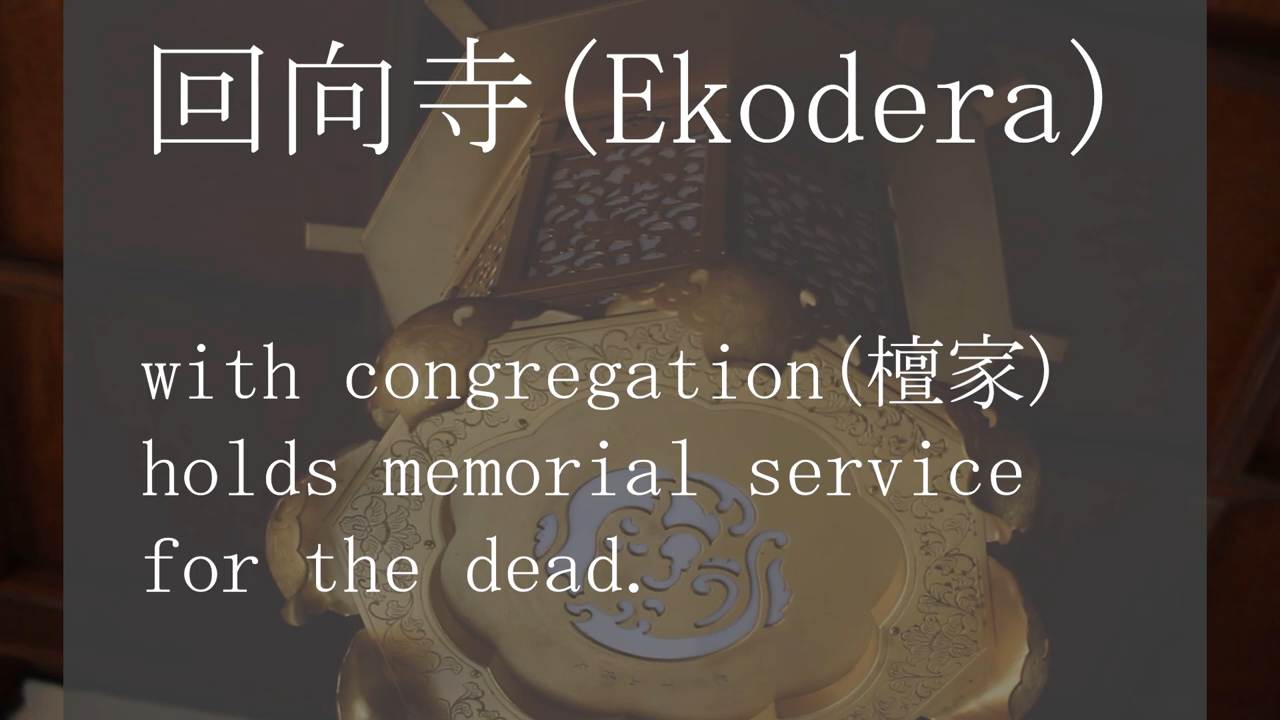 回向寺(Ekodera)
with congregation(檀家)
holds memorial service
for the dead.